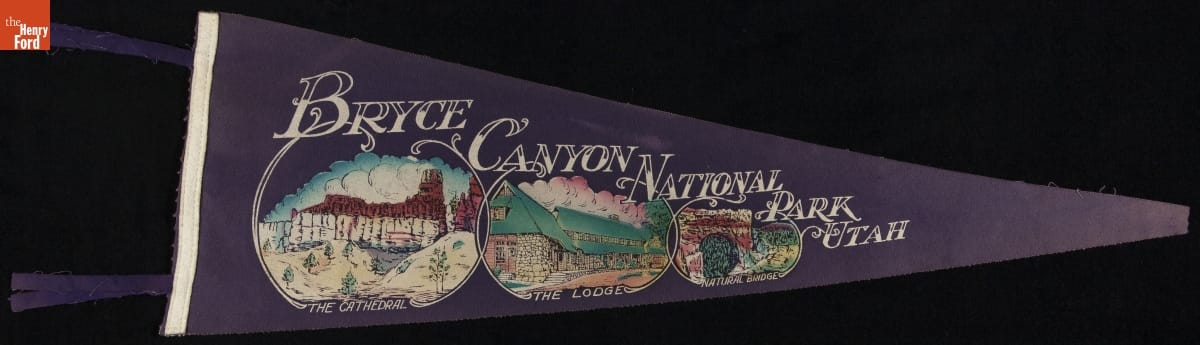 the
Henry
Ford
BRYCE
CANYON
NATIONAL
PARK
UTAH
THE CATHEDRAL
THE LODGE
NATURAL BRIDGE